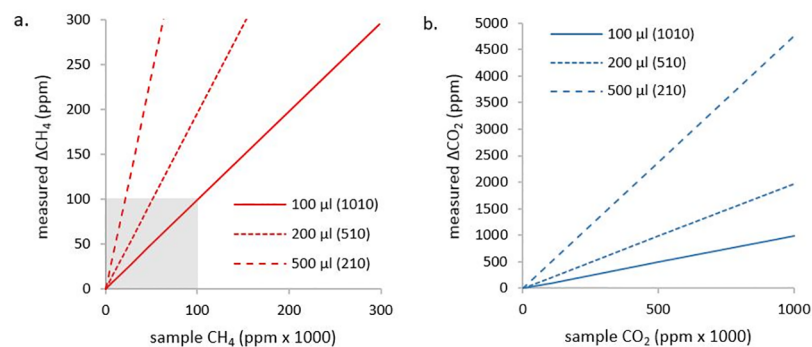 a.
300
250
200
150
100
50
0
measured ΔCH₄ (ppm)
100 µl (1010)
200 µl (510)
500 µl (210)
0 100 200 300
sample CH₄ (ppm x 1000)
b.
5000
4500
4000
3500
3000
2500
2000
1500
1000
500
0
measured ΔCO₂ (ppm)
100 µl (1010)
200 µl (510)
500 µl (210)
0 500 1000
sample CO₂ (ppm x 1000)